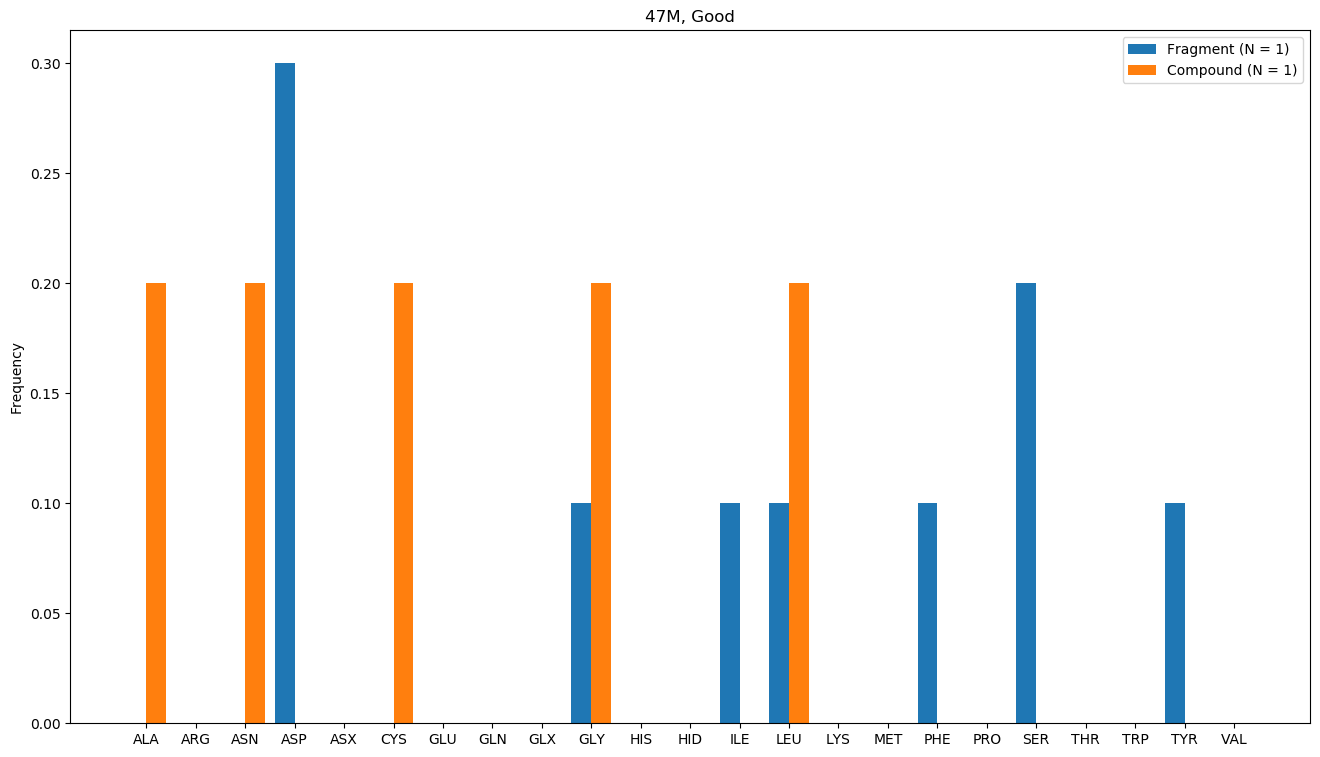 47M, Good
Fragment (N = 1)
Compound (N = 1)
Frequency
0.30
0.25
0.20
0.15
0.10
0.05
0.00
ALA ARG ASN ASP ASX CYS GLU GLN GLX GLY HIS HID ILE LEU LYS MET PHE PRO SER THR TRP TYR VAL